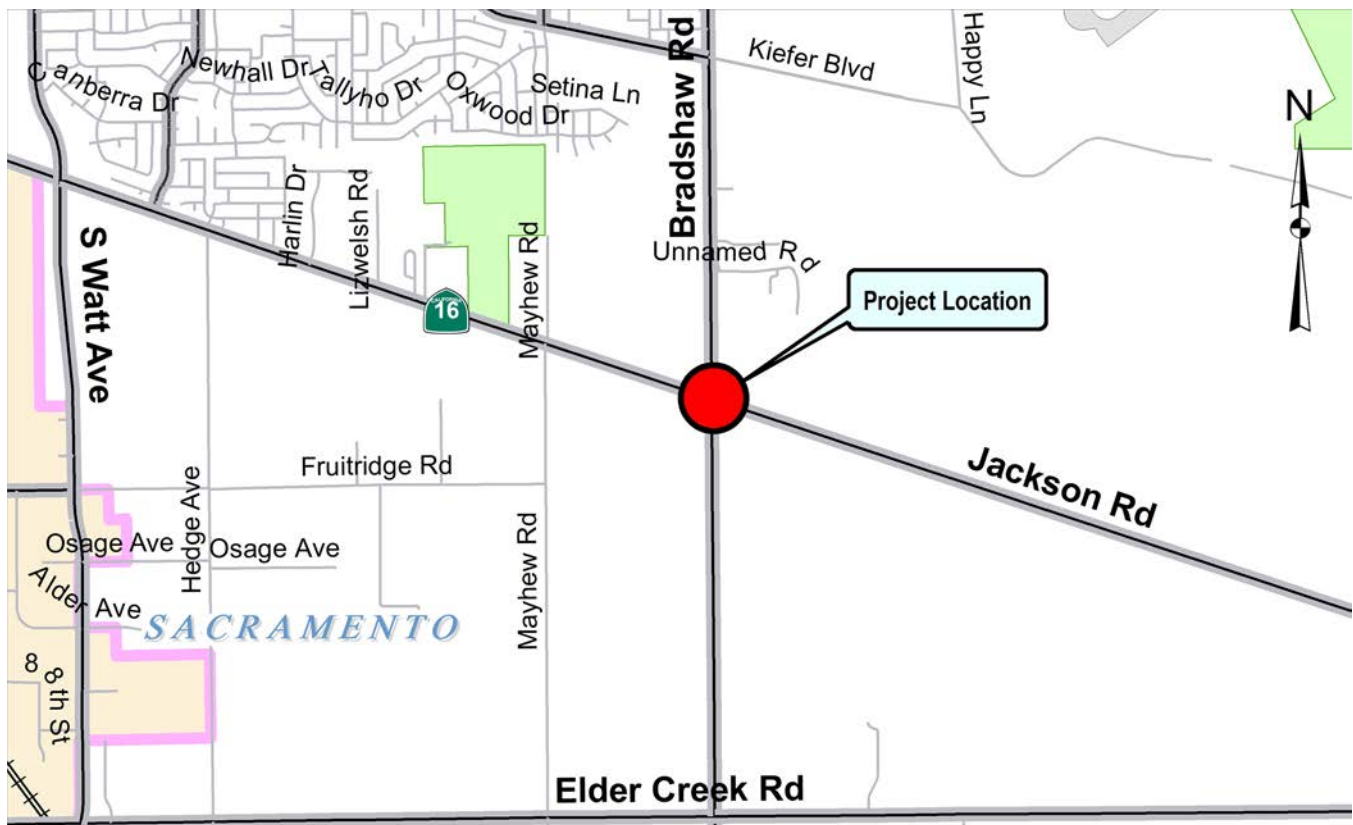 Canberra Dr
Newhall Dr
Tallyho Dr
Oxwood Dr
Setina Ln
Bradshaw Rd
Kiefer Blvd
Happy Ln
N
Harlin Dr
Lizwelsh Rd
Mayhew Rd
Unnamed Rd
S Watt Ave
CALIFORNIA
16
Project Location
Jackson Rd
Fruitridge Rd
Hedge Ave
Osage Ave
Osage Ave
Mayhew Rd
Alder Ave
SACRAMENTO
88th St
Elder Creek Rd